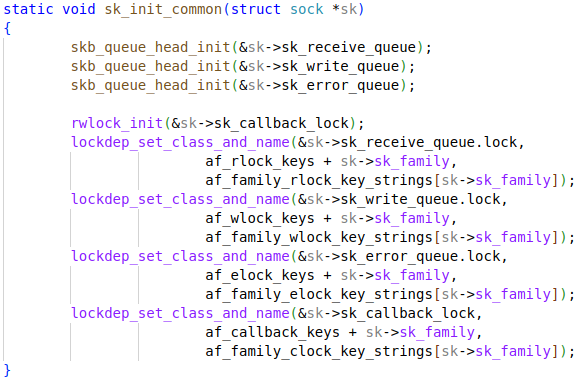 static void sk_init_common(struct sock *sk)
{
        skb_queue_head_init(&sk->sk_receive_queue);
        skb_queue_head_init(&sk->sk_write_queue);
        skb_queue_head_init(&sk->sk_error_queue);

        rwlock_init(&sk->sk_callback_lock);
        lockdep_set_class_and_name(&sk->sk_receive_queue.lock,
                        af_rlock_keys + sk->sk_family,
                        af_family_rlock_key_strings[sk->sk_family]);
        lockdep_set_class_and_name(&sk->sk_write_queue.lock,
                        af_wlock_keys + sk->sk_family,
                        af_family_wlock_key_strings[sk->sk_family]);
        lockdep_set_class_and_name(&sk->sk_error_queue.lock,
                        af_elock_keys + sk->sk_family,
                        af_family_elock_key_strings[sk->sk_family]);
        lockdep_set_class_and_name(&sk->sk_callback_lock,
                        af_callback_keys + sk->sk_family,
                        af_family_clock_key_strings[sk->sk_family]);
}